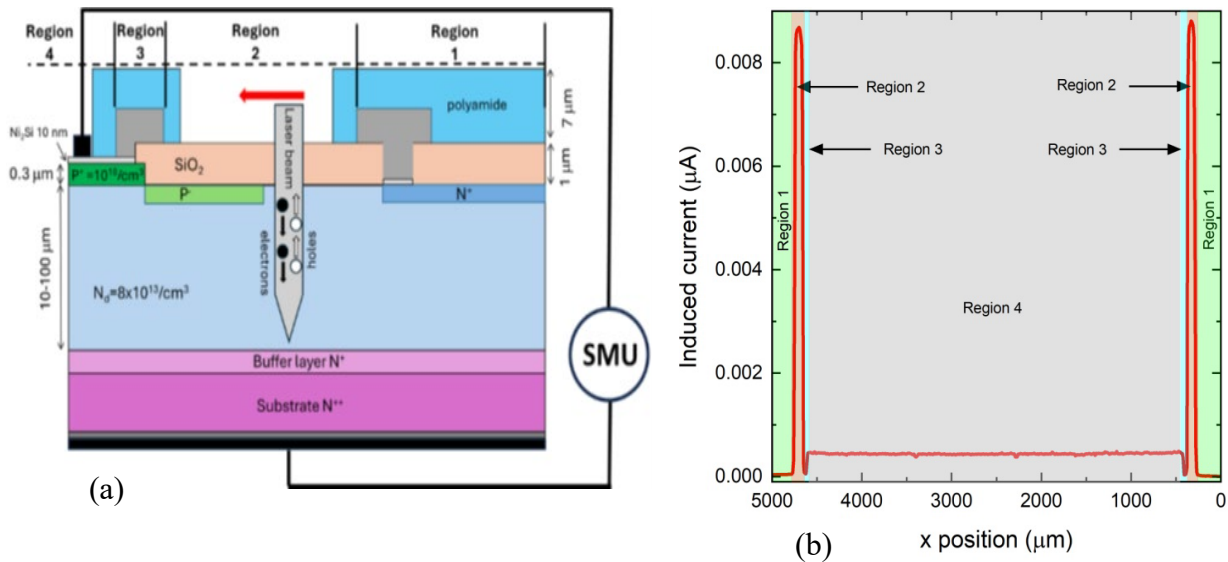 Region 4
Region 3
Region 2
Region 1
polyamide
7 μm
Laser beam
Ni₂Si 10 nm
0.3 μm
P⁺ =10¹⁹/cm³
SiO₂
1 μm
P⁻
N⁺
electrons
holes
10-100 μm
N_d=8x10¹³/cm³
SMU
Buffer layer N⁺
Substrate N⁺⁺
(a)
Induced current (μA)
0.008
0.006
0.004
0.002
0.000
Region 2
Region 2
Region 3
Region 3
Region 1
Region 1
Region 4
5000
4000
3000
2000
1000
0
x position (μm)
(b)